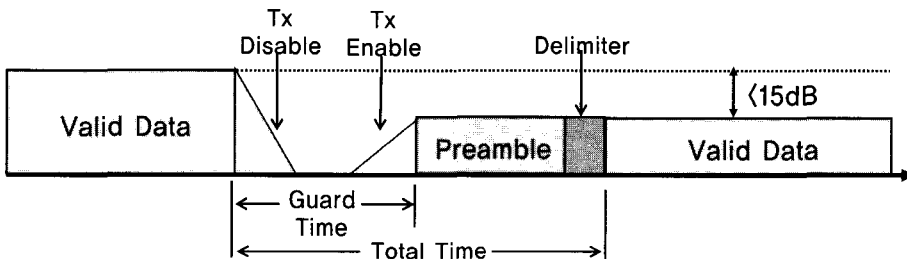 Tx
Disable
Tx
Enable
Delimiter
〈15dB
Valid Data
Preamble
Valid Data
Guard
Time
Total Time